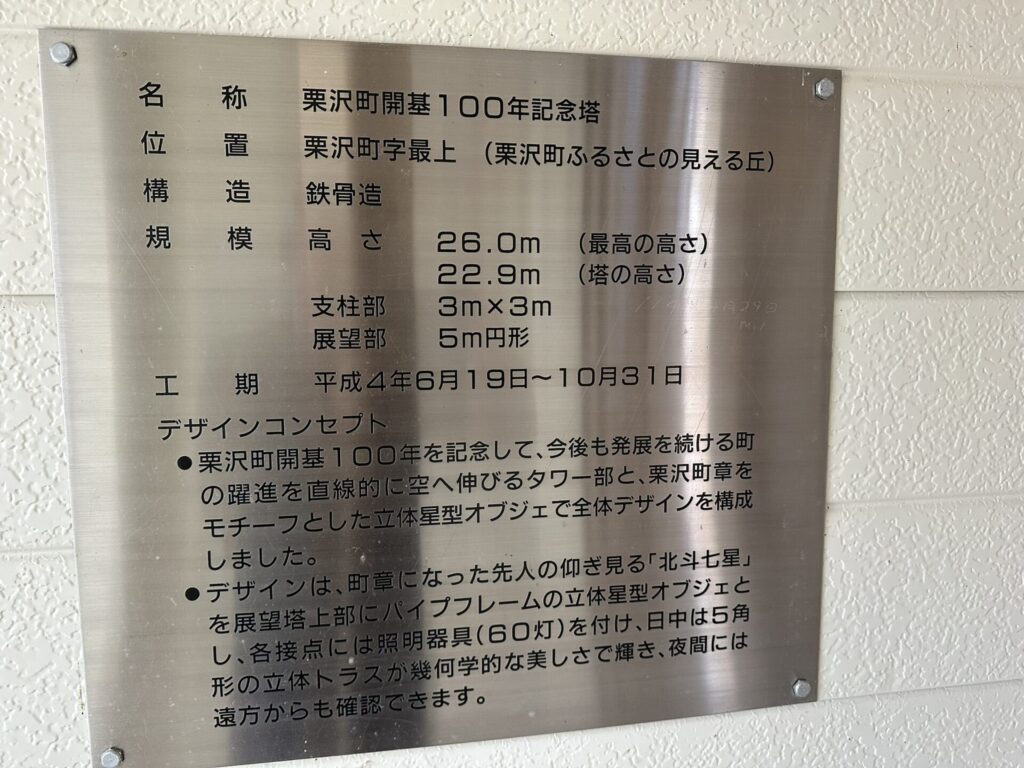 名 称 栗沢町開基100年記念塔
位 置 栗沢町字最上 (栗沢町ふるさとの見える丘)
構 造 鉄骨造
規 模 高 さ 26.0m (最高の高さ)
22.9m (塔の高さ)
支柱部 3m×3m
展望部 5m円形
工 期 平成4年6月19日~10月31日
デザインコンセプト
●栗沢町開基100年を記念して、今後も発展を続ける町
の躍進を直線的に空へ伸びるタワー部と、栗沢町章を
モチーフとした立体星型オブジェで全体デザインを構成
しました。
●デザインは、町章になった先人の仰ぎ見る「北斗七星」
を展望塔上部にパイプフレームの立体星型オブジェと
し、各接点には照明器具(60灯)を付け、日中は5角
形の立体トラスが幾何学的な美しさで輝き、夜間には
遠方からも確認できます。